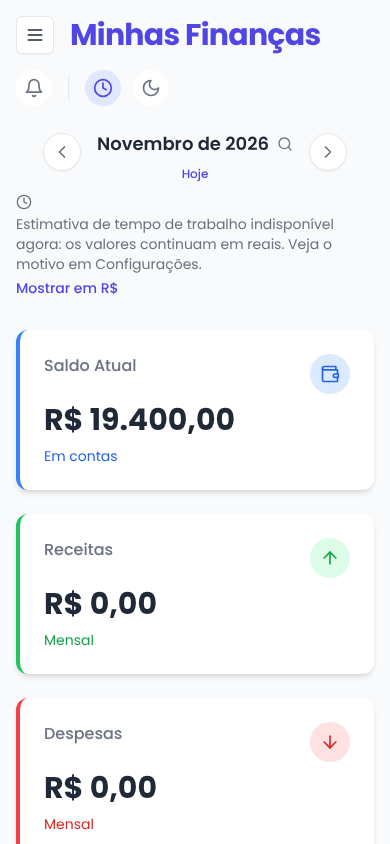 Minhas Finanças
Novembro de 2026
Hoje
Estimativa de tempo de trabalho indisponível
agora: os valores continuam em reais. Veja o
motivo em Configurações.
Mostrar em R$
Saldo Atual
R$ 19.400,00
Em contas
Receitas
R$ 0,00
Mensal
Despesas
R$ 0,00
Mensal